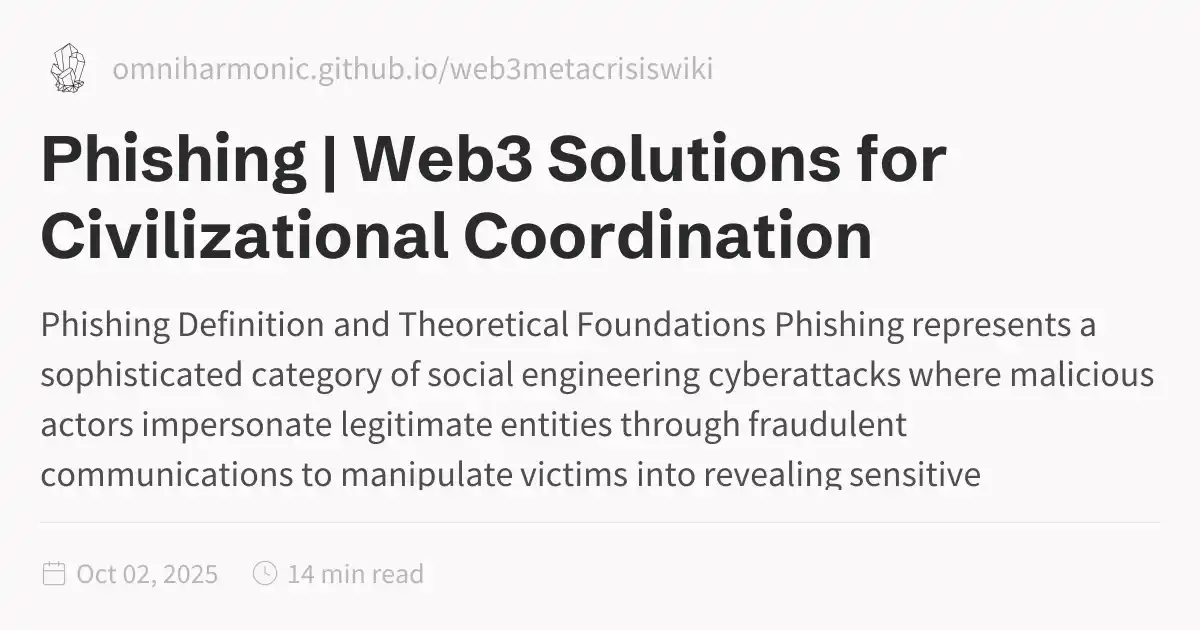 omniharmonic.github.io/web3metacrisiswiki
Phishing | Web3 Solutions for
Civilizational Coordination
Phishing Definition and Theoretical Foundations Phishing represents a
sophisticated category of social engineering cyberattacks where malicious
actors impersonate legitimate entities through fraudulent
communications to manipulate victims into revealing sensitive
Oct 02, 2025
14 min read